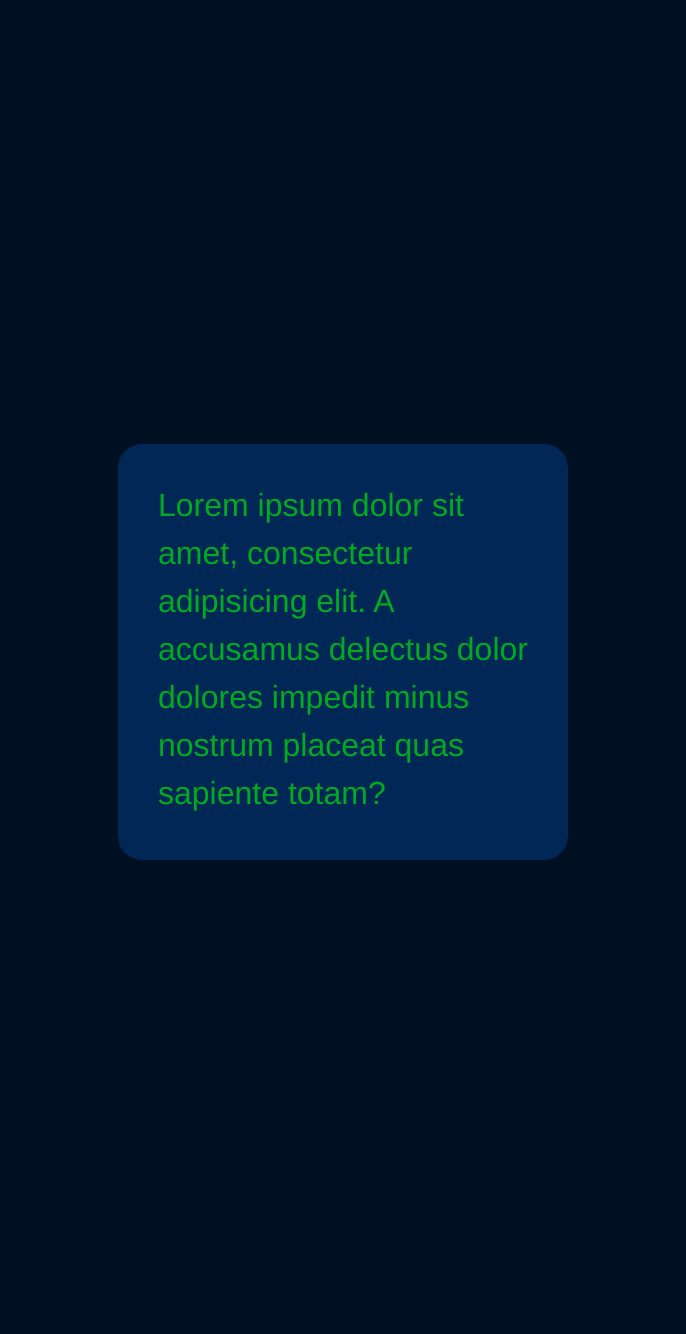 Lorem ipsum dolor sit
amet, consectetur
adipisicing elit. A
accusamus delectus dolor
dolores impedit minus
nostrum placeat quas
sapiente totam?